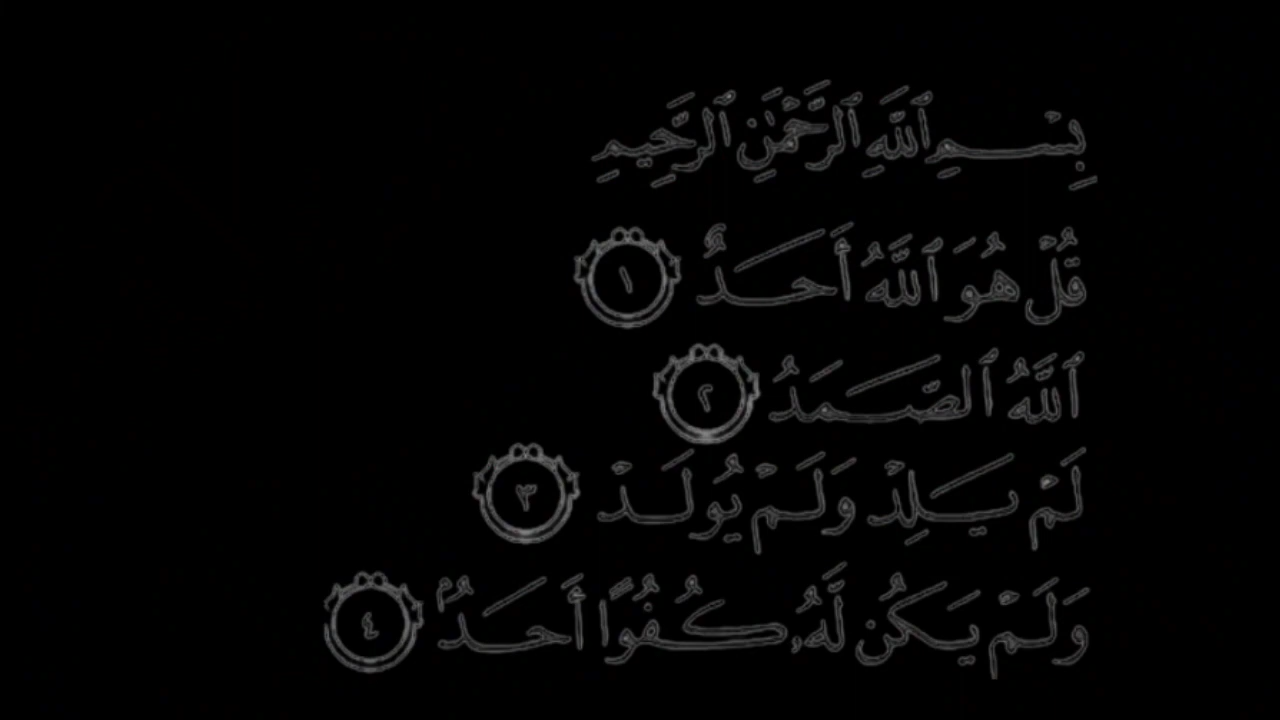 بِسْمِ ٱللَّهِ ٱلرَّحْمَٰنِ ٱلرَّحِيمِ
قُلْ هُوَ ٱللَّهُ أَحَدٌ ١
ٱللَّهُ ٱلصَّمَدُ ٢
لَمْ يَلِدْ وَلَمْ يُولَدْ ٣
وَلَمْ يَكُن لَّهُۥ كُفُوًا أَحَدٌۢ ٤